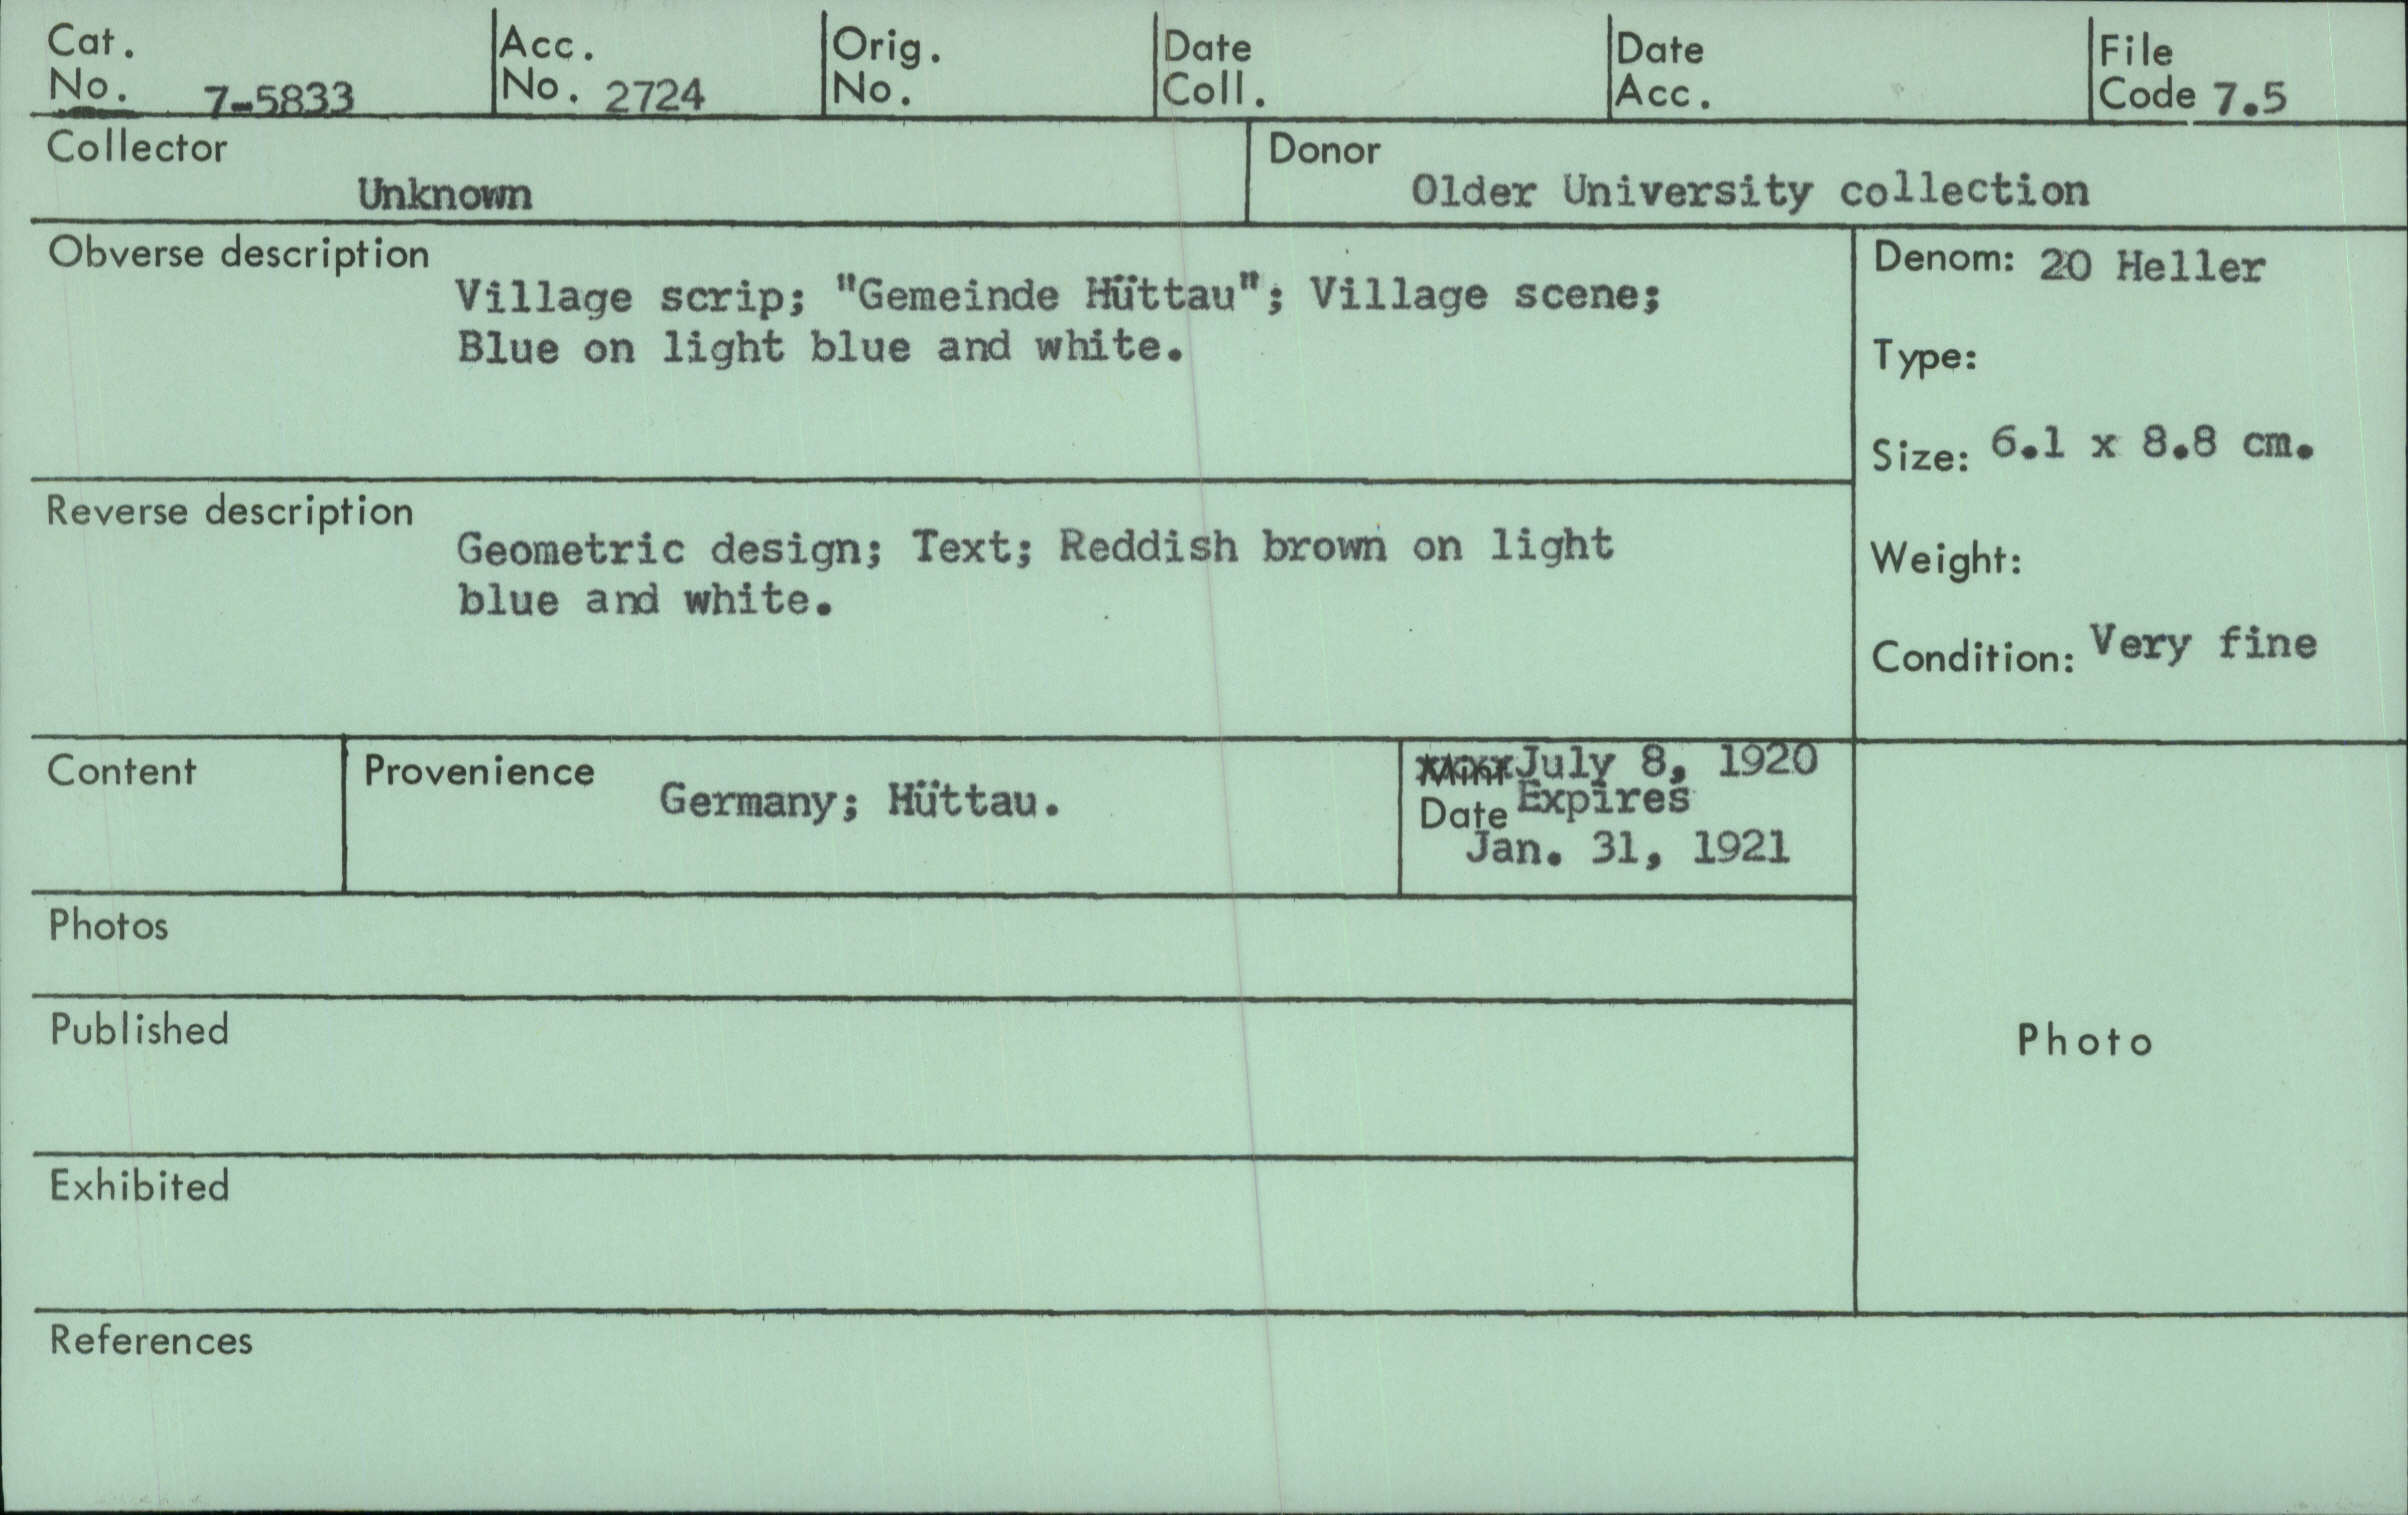 Cat. No. 7-5833
Acc. No. 2724
Orig. No.
Date Coll.
Date Acc.
File Code 7.5
Collector
Unknown
Donor
Older University collection
Obverse description
Village scrip; "Gemeinde Hüttau"; Village scene;
Blue on light blue and white.
Denom: 20 Heller
Type:
Size: 6.1 x 8.8 cm.
Weight:
Condition: Very fine
Reverse description
Geometric design; Text; Reddish brown on light
blue and white.
Content
Provenience
Germany; Hüttau.
Mint July 8, 1920
Date Expires
Jan. 31, 1921
Photos
Published
Photo
Exhibited
References